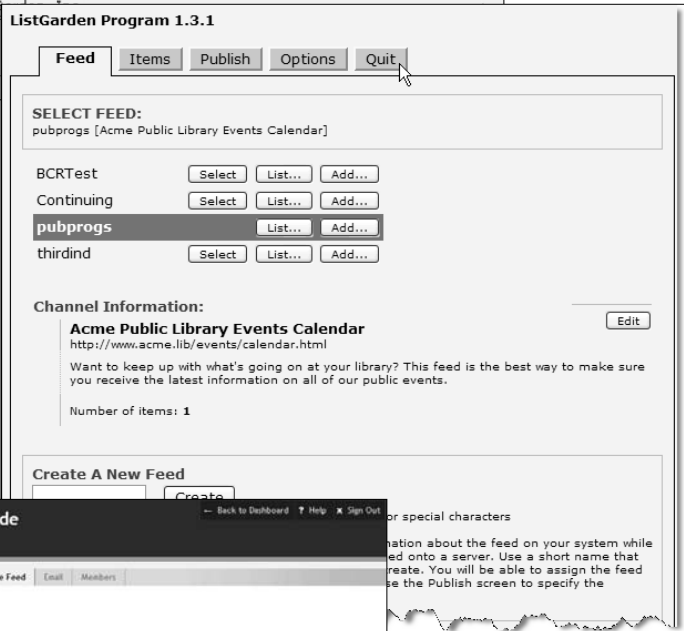 ListGarden Program 1.3.1
Feed Items Publish Options Quit
SELECT FEED:
pubprogs [Acme Public Library Events Calendar]
BCRTest Select List... Add...
Continuing Select List... Add...
pubprogs List... Add...
thirdind Select List... Add...
Channel Information:
Edit
Acme Public Library Events Calendar
http://www.acme.lib/events/calendar.html
Want to keep up with what's going on at your library? This feed is the best way to make sure
you receive the latest information on all of our public events.
Number of items: 1
Create A New Feed
Create
or special characters
nation about the feed on your system while
ed onto a server. Use a short name that
reate. You will be able to assign the feed
se the Publish screen to specify the
de
← Back to Dashboard ? Help x Sign Out
e Feed Email Members